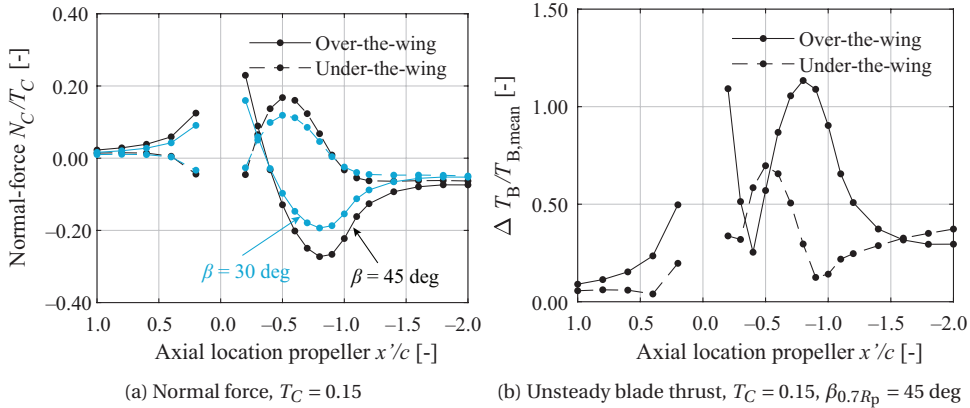 Normal-force N_C/T_C [-]
0.40
0.20
0.00
−0.20
−0.40
Over-the-wing
Under-the-wing
β = 30 deg
β = 45 deg
1.0 0.5 0.0 −0.5 −1.0 −1.5 −2.0
Axial location propeller x'/c [-]
(a) Normal force, T_C = 0.15
Δ T_B/T_B,mean [-]
1.50
1.00
0.50
0.00
Over-the-wing
Under-the-wing
1.0 0.5 0.0 −0.5 −1.0 −1.5 −2.0
Axial location propeller x'/c [-]
(b) Unsteady blade thrust, T_C = 0.15, β_0.7R_p = 45 deg